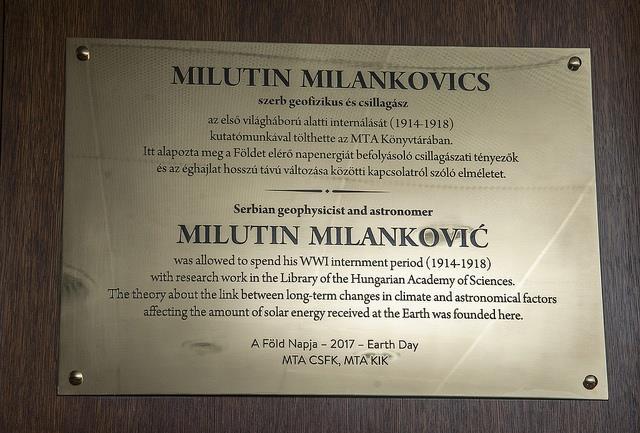 MILUTIN MILANKOVICS
szerb geofizikus és csillagász
az első világháború alatti internálását (1914-1918)
kutatómunkával tölthette az MTA Könyvtárában.
Itt alapozta meg a Földet elérő napenergiát befolyásoló csillagászati tényezők
és az éghajlat hosszú távú változása közötti kapcsolatról szóló elméletet.
Serbian geophysicist and astronomer
MILUTIN MILANKOVIĆ
was allowed to spend his WWI internment period (1914-1918)
with research work in the Library of the Hungarian Academy of Sciences.
The theory about the link between long-term changes in climate and astronomical factors
affecting the amount of solar energy received at the Earth was founded here.
A Föld Napja – 2017 – Earth Day
MTA CSFK, MTA KIK